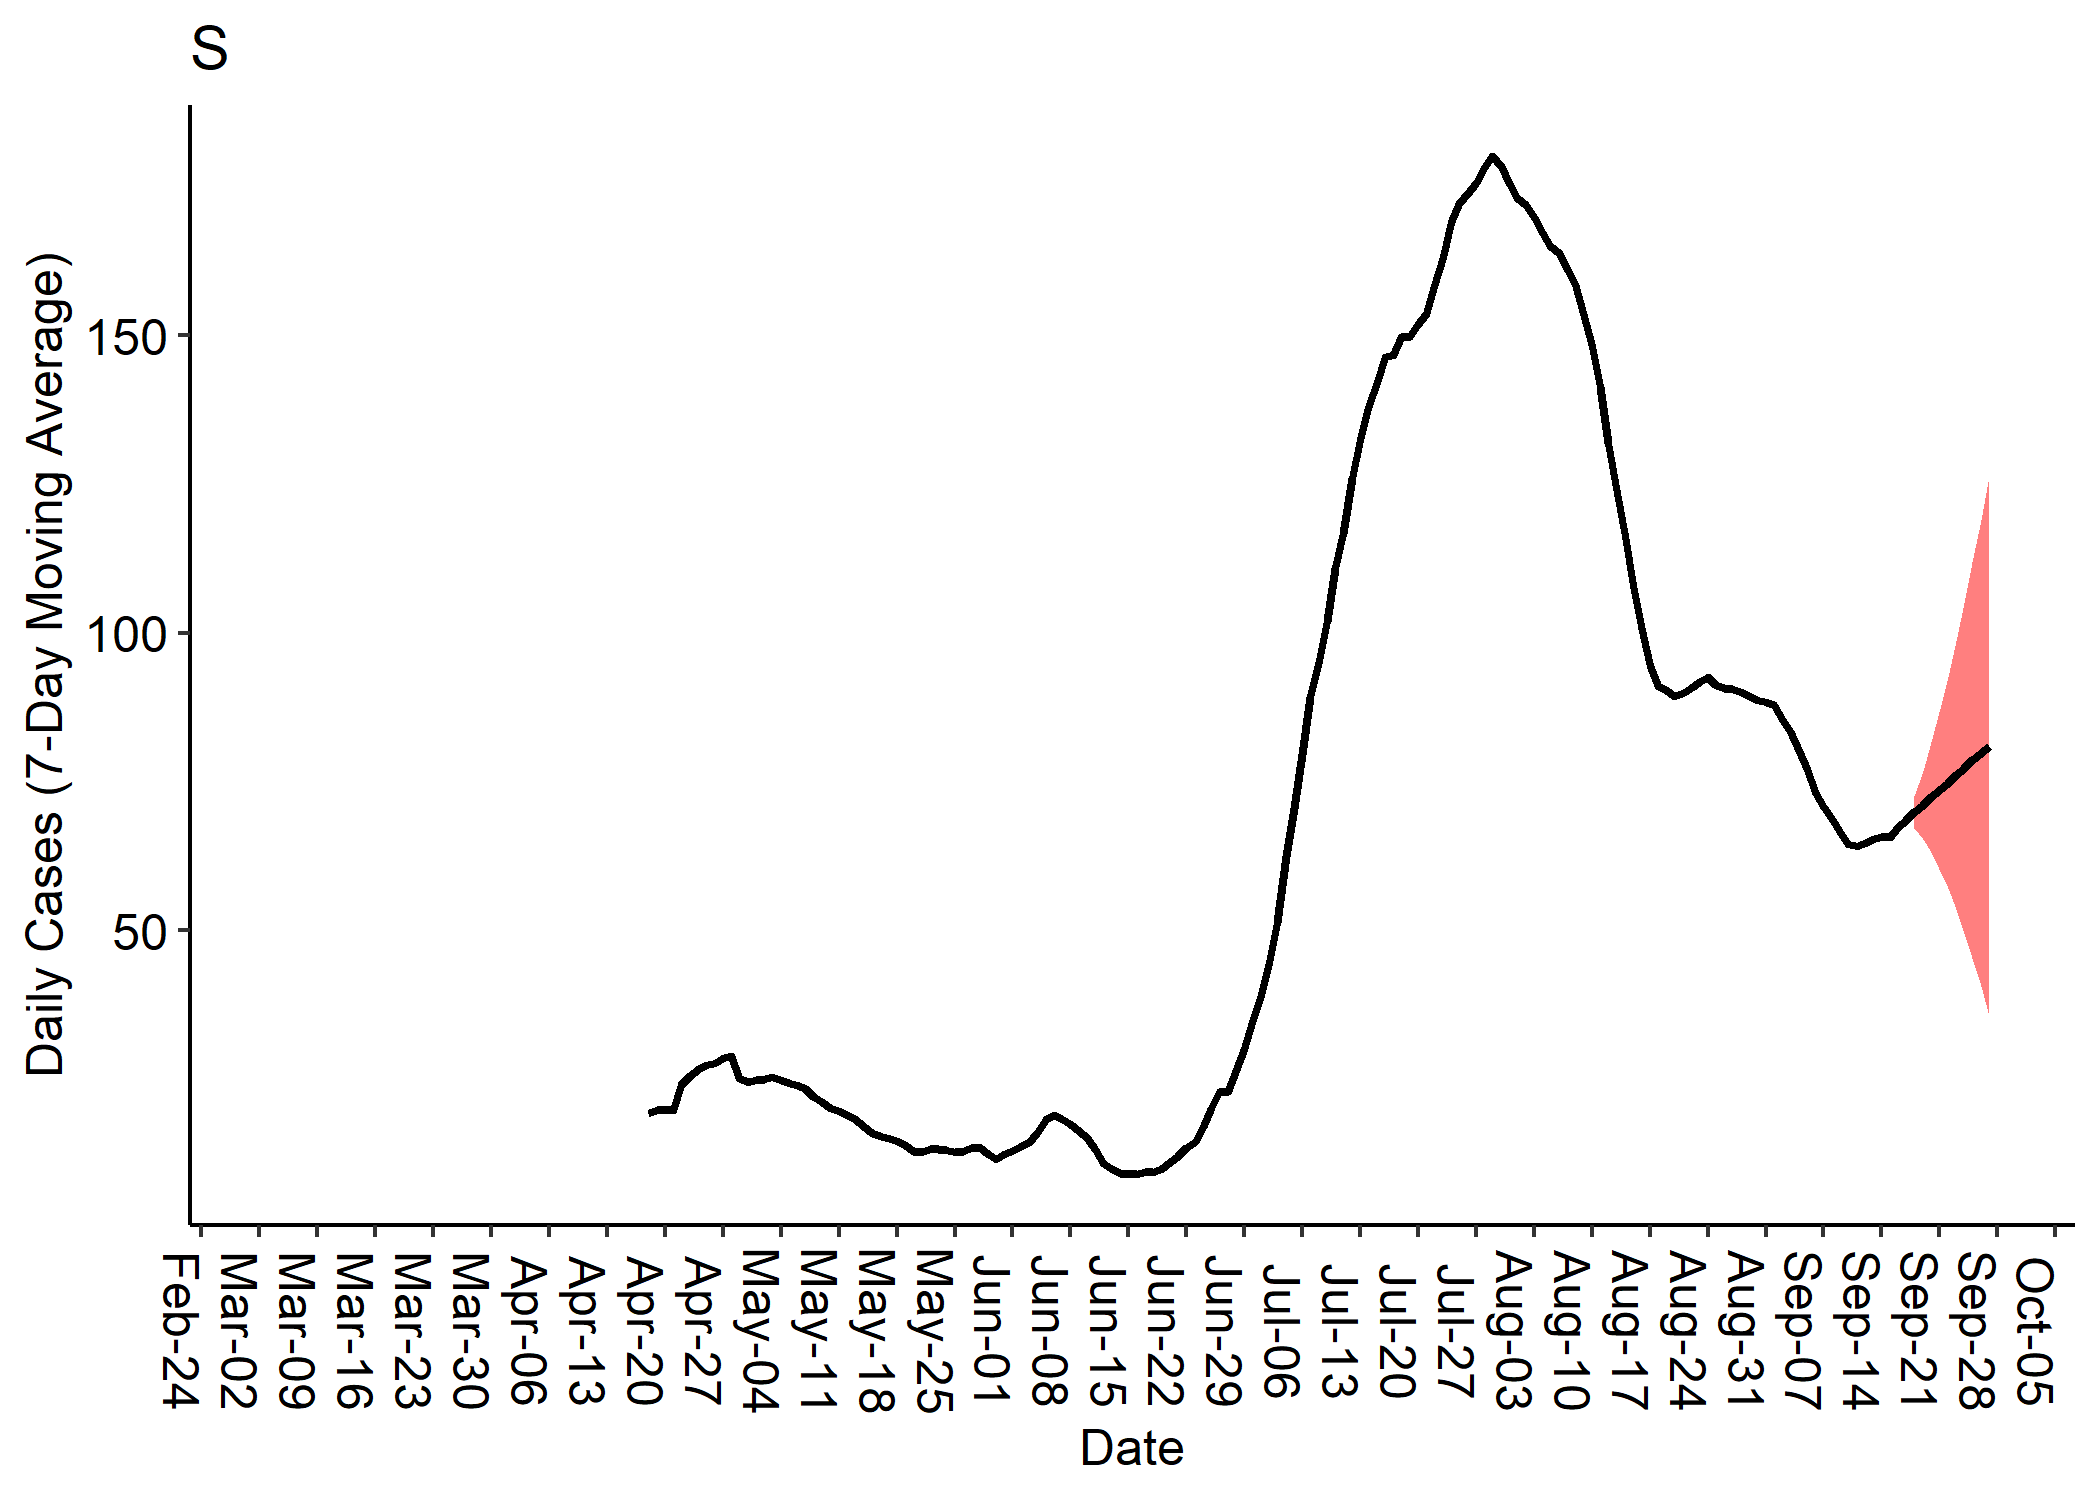 S
Daily Cases (7-Day Moving Average)
150
100
50
Feb-24
Mar-02
Mar-09
Mar-16
Mar-23
Mar-30
Apr-06
Apr-13
Apr-20
Apr-27
May-04
May-11
May-18
May-25
Jun-01
Jun-08
Jun-15
Jun-22
Jun-29
Jul-06
Jul-13
Jul-20
Jul-27
Aug-03
Aug-10
Aug-17
Aug-24
Aug-31
Sep-07
Sep-14
Sep-21
Sep-28
Oct-05
Date